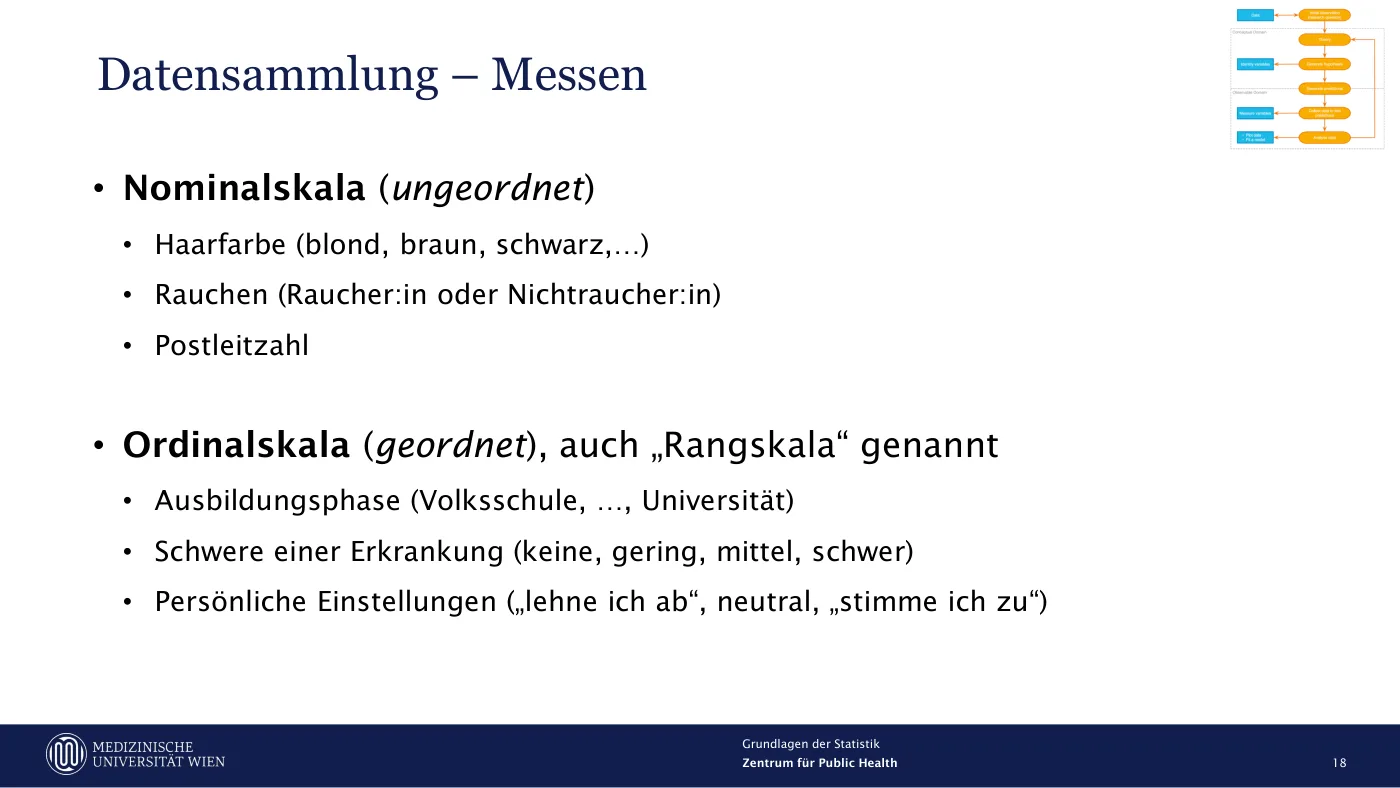 Datensammlung – Messen
• Nominalskala (ungeordnet)
• Haarfarbe (blond, braun, schwarz,…)
• Rauchen (Raucher:in oder Nichtraucher:in)
• Postleitzahl
• Ordinalskala (geordnet), auch „Rangskala“ genannt
• Ausbildungsphase (Volksschule, …, Universität)
• Schwere einer Erkrankung (keine, gering, mittel, schwer)
• Persönliche Einstellungen („lehne ich ab“, neutral, „stimme ich zu“)
MEDIZINISCHE
UNIVERSITÄT WIEN
Grundlagen der Statistik
Zentrum für Public Health
18